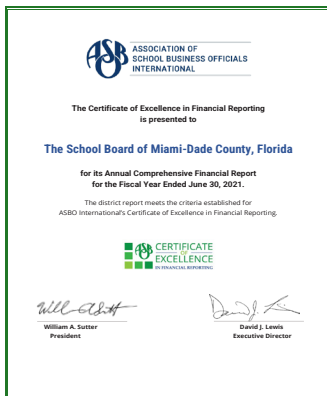 ASBO
ASSOCIATION OF
SCHOOL BUSINESS OFFICIALS
INTERNATIONAL
The Certificate of Excellence in Financial Reporting
is presented to
The School Board of Miami-Dade County, Florida
for its Annual Comprehensive Financial Report
for the Fiscal Year Ended June 30, 2021.
The district report meets the criteria established for
ASBO International's Certificate of Excellence in Financial Reporting.
ASBO
CERTIFICATE
OF
EXCELLENCE
IN FINANCIAL REPORTING
William A. Sutter
President
David J. Lewis
Executive Director